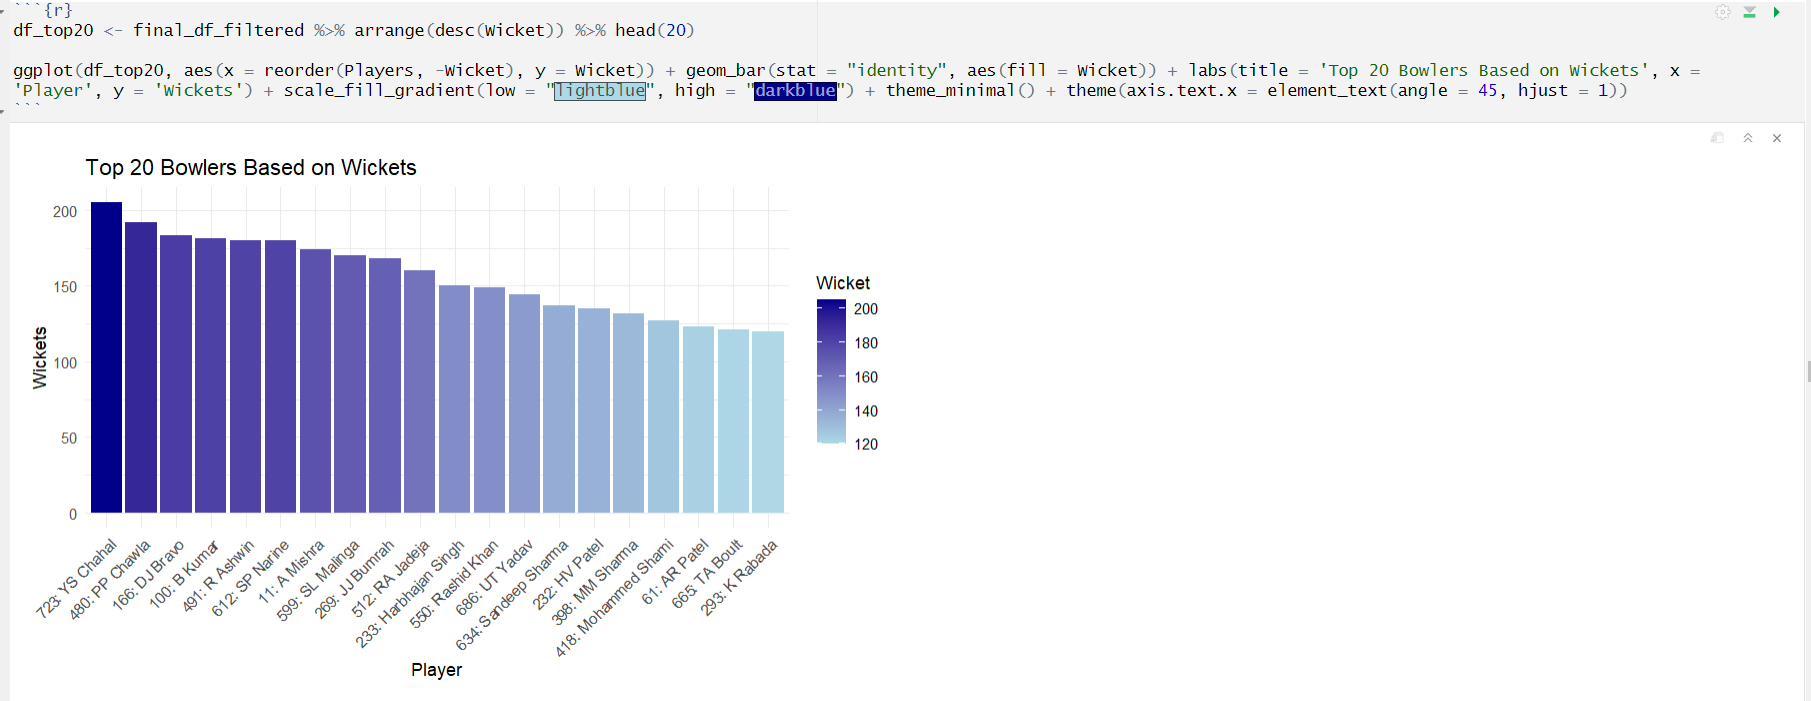 ```{r}
df_top20 <- final_df_filtered %>% arrange(desc(Wicket)) %>% head(20)
ggplot(df_top20, aes(x = reorder(Players, -Wicket), y = Wicket)) + geom_bar(stat = "identity", aes(fill = Wicket)) + labs(title = 'Top 20 Bowlers Based on Wickets', x =
'Player', y = 'Wickets') + scale_fill_gradient(low = "lightblue", high = "darkblue") + theme_minimal() + theme(axis.text.x = element_text(angle = 45, hjust = 1))
```
Top 20 Bowlers Based on Wickets
Wickets
200
150
100
50
0
723: YS Chahal
480: PP Chawla
166: DJ Bravo
100: B Kumar
491: R Ashwin
612: SP Narine
11: A Mishra
599: SL Malinga
269: JJ Bumrah
512: RA Jadeja
233: Harbhajan Singh
550: Rashid Khan
686: UT Yadav
634: Sandeep Sharma
232: HV Patel
398: MM Sharma
418: Mohammed Shami
61: AR Patel
665: TA Boult
293: K Rabada
Player
Wicket
200
180
160
140
120